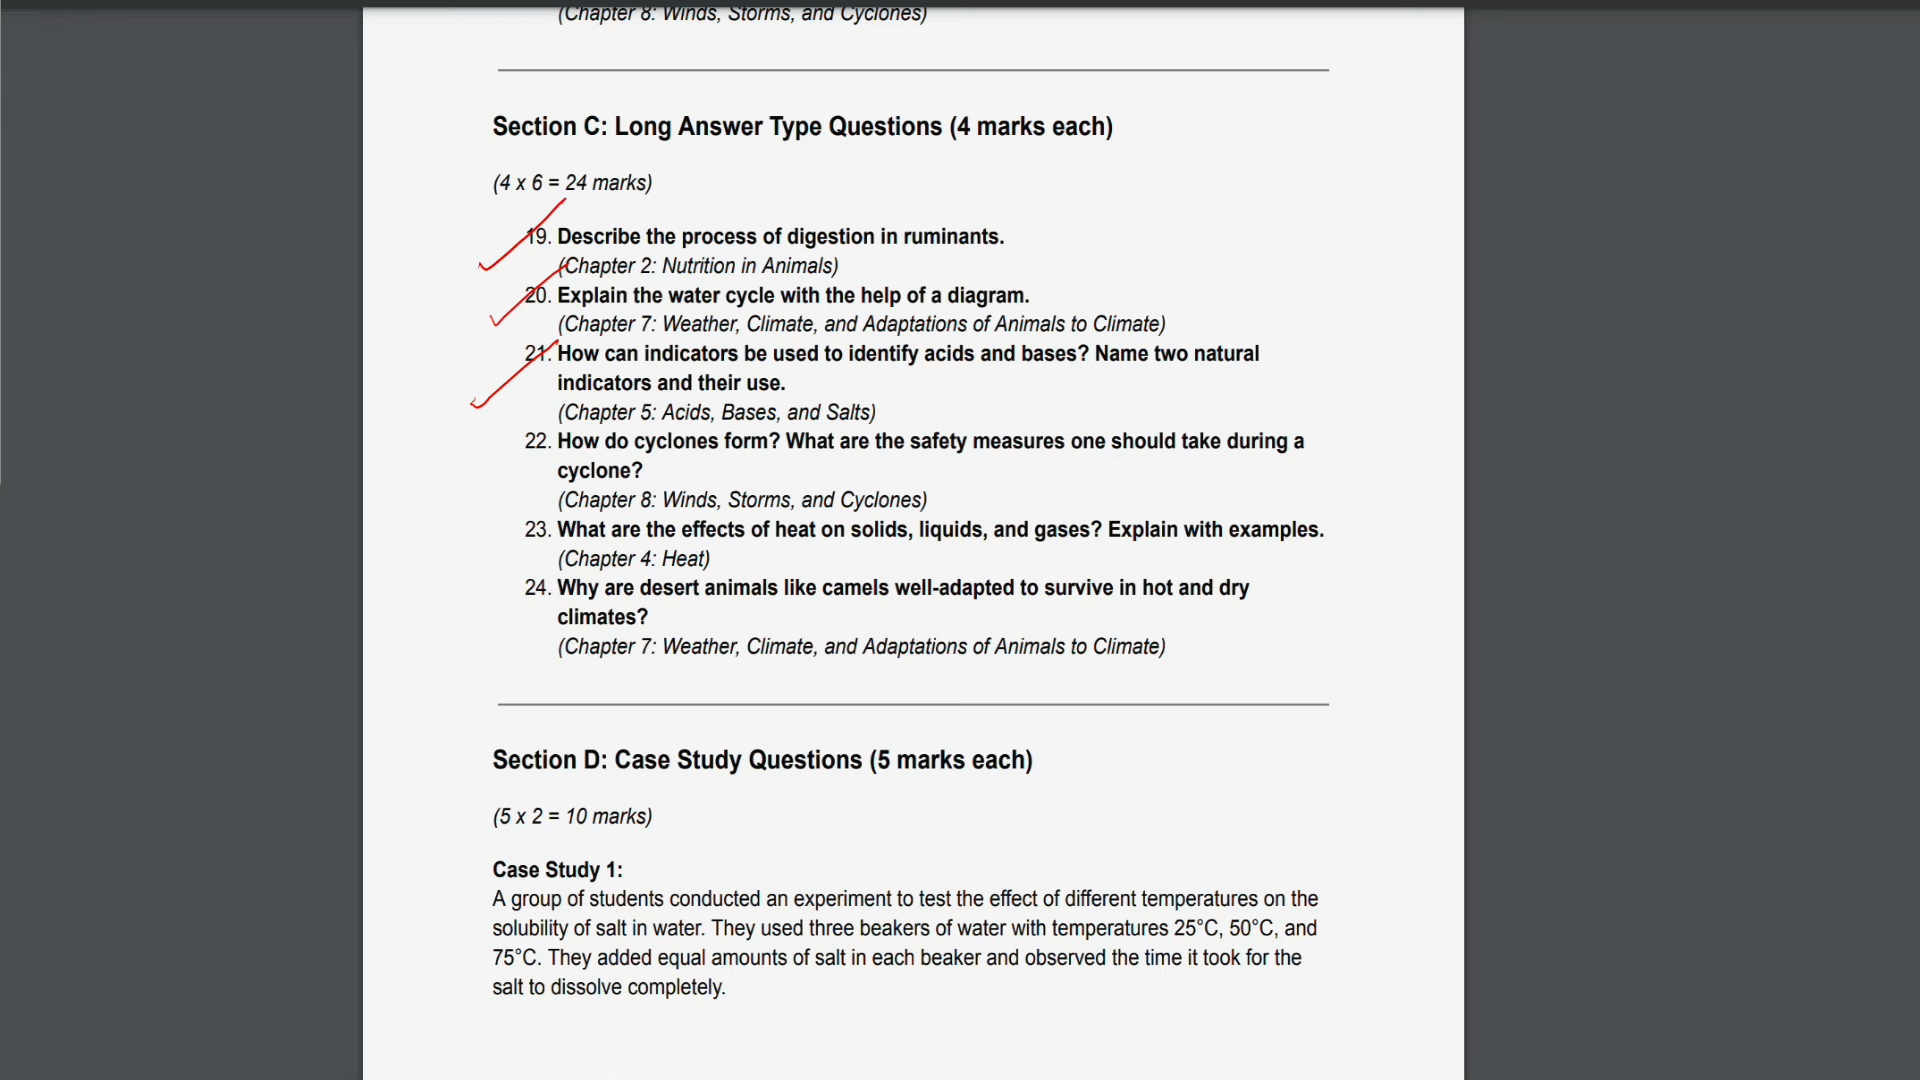 (Chapter 8: Winds, Storms, and Cyclones)
Section C: Long Answer Type Questions (4 marks each)
(4 x 6 = 24 marks)
19. Describe the process of digestion in ruminants.
(Chapter 2: Nutrition in Animals)
20. Explain the water cycle with the help of a diagram.
(Chapter 7: Weather, Climate, and Adaptations of Animals to Climate)
21. How can indicators be used to identify acids and bases? Name two natural
indicators and their use.
(Chapter 5: Acids, Bases, and Salts)
22. How do cyclones form? What are the safety measures one should take during a
cyclone?
(Chapter 8: Winds, Storms, and Cyclones)
23. What are the effects of heat on solids, liquids, and gases? Explain with examples.
(Chapter 4: Heat)
24. Why are desert animals like camels well-adapted to survive in hot and dry
climates?
(Chapter 7: Weather, Climate, and Adaptations of Animals to Climate)
Section D: Case Study Questions (5 marks each)
(5 x 2 = 10 marks)
Case Study 1:
A group of students conducted an experiment to test the effect of different temperatures on the
solubility of salt in water. They used three beakers of water with temperatures 25°C, 50°C, and
75°C. They added equal amounts of salt in each beaker and observed the time it took for the
salt to dissolve completely.